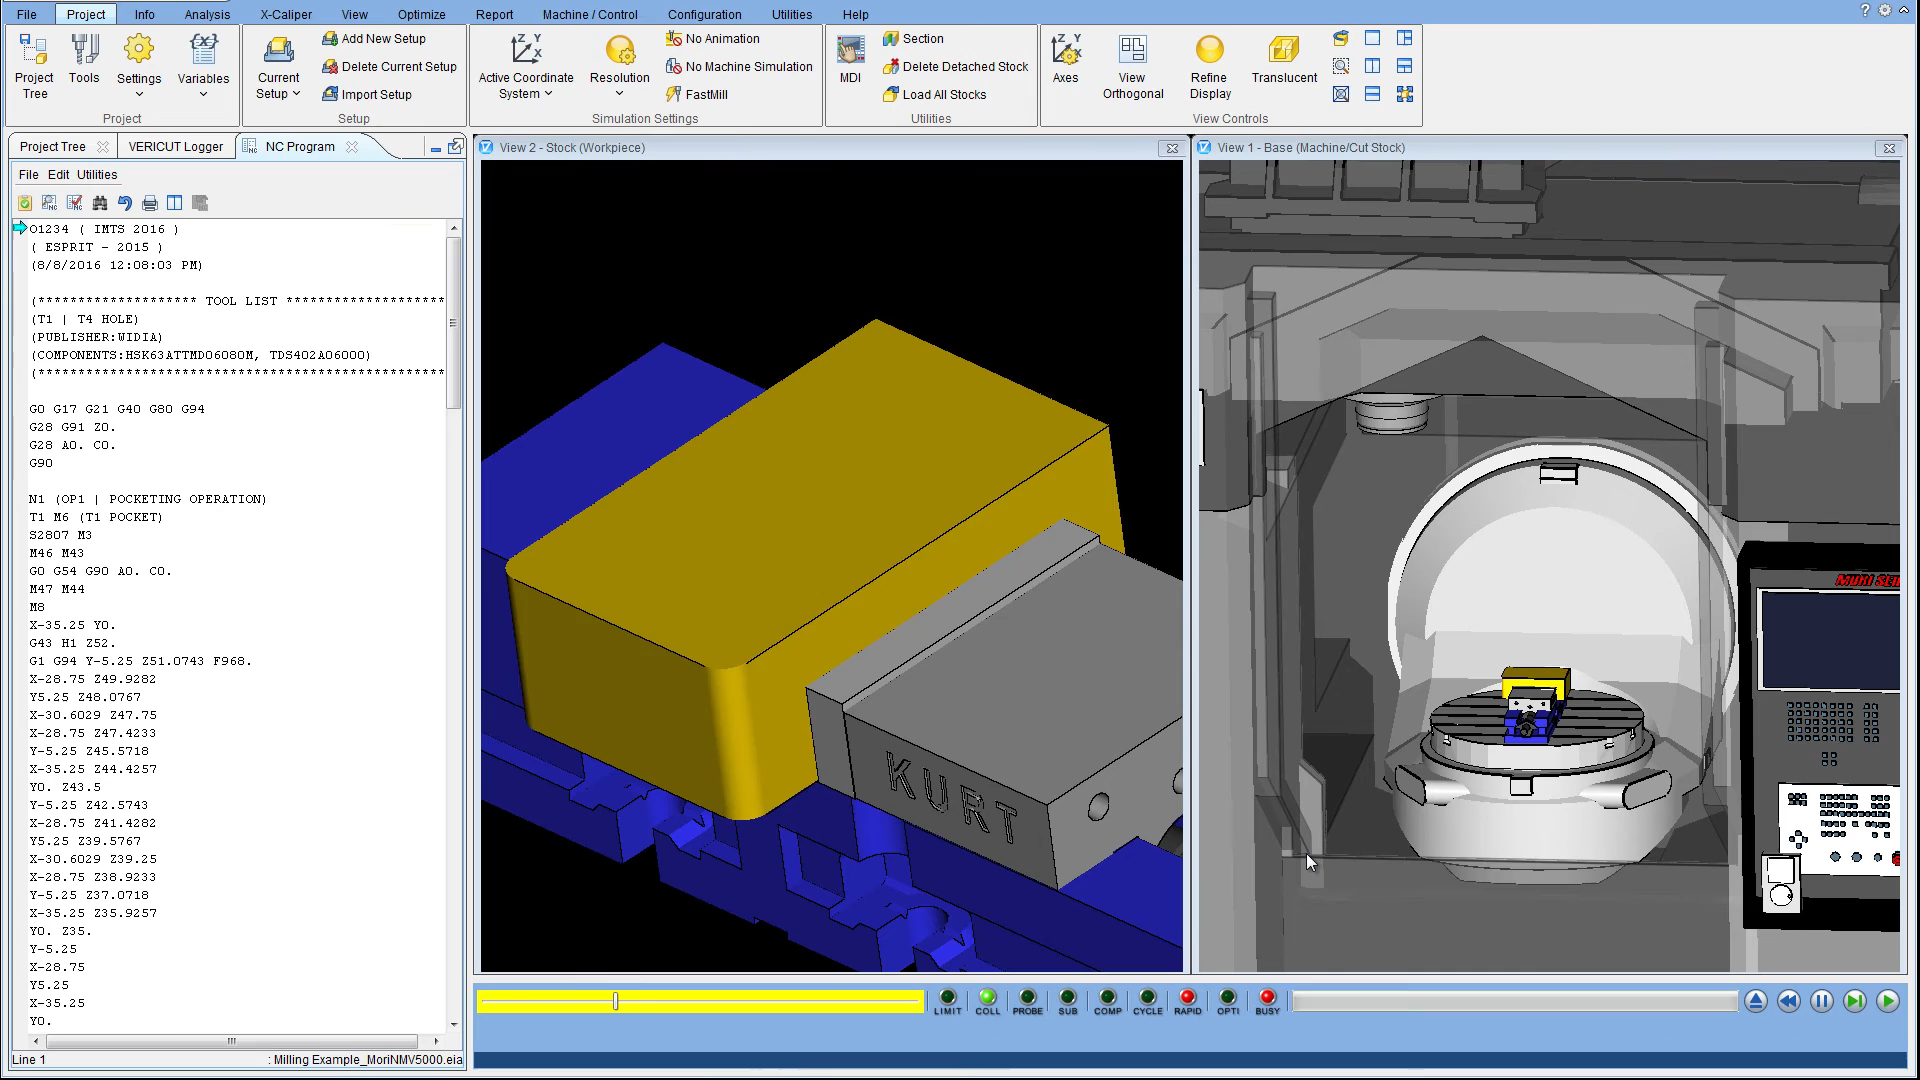 File Project Info Analysis X-Caliper View Optimize Report Machine / Control Configuration Utilities Help
Project Tree
Tools
Settings
Variables
Project
Current Setup
Add New Setup
Delete Current Setup
Import Setup
Setup
Active Coordinate System
Resolution
No Animation
No Machine Simulation
FastMill
Simulation Settings
MDI
Section
Delete Detached Stock
Load All Stocks
Utilities
Axes
View Orthogonal
Refine Display
Translucent
View Controls
Project Tree VERICUT Logger NC Program
File Edit Utilities
O1234 ( IMTS 2016 )
( ESPRIT - 2015 )
(8/8/2016 12:08:03 PM)
(******************** TOOL LIST ********************
(T1 | T4 HOLE)
(PUBLISHER:WIDIA)
(COMPONENTS:HSK63ATTMD06080M, TDS402A06000)
(***************************************************
G0 G17 G21 G40 G80 G94
G28 G91 Z0.
G28 A0. C0.
G90
N1 (OP1 | POCKETING OPERATION)
T1 M6 (T1 POCKET)
S2807 M3
M46 M43
G0 G54 G90 A0. C0.
M47 M44
M8
X-35.25 Y0.
G43 H1 Z52.
G1 G94 Y-5.25 Z51.0743 F968.
X-28.75 Z49.9282
Y5.25 Z48.0767
X-30.6029 Z47.75
X-28.75 Z47.4233
Y-5.25 Z45.5718
X-35.25 Z44.4257
Y0. Z43.5
Y-5.25 Z42.5743
X-28.75 Z41.4282
Y5.25 Z39.5767
X-30.6029 Z39.25
X-28.75 Z38.9233
Y-5.25 Z37.0718
X-35.25 Z35.9257
Y0. Z35.
Y-5.25
X-28.75
Y5.25
X-35.25
Y0.
Line 1 : Milling Example_MoriNMV5000.eia
View 2 - Stock (Workpiece)
KURT
View 1 - Base (Machine/Cut Stock)
LIMIT COLL PROBE SUB COMP CYCLE RAPID OPTI BUSY